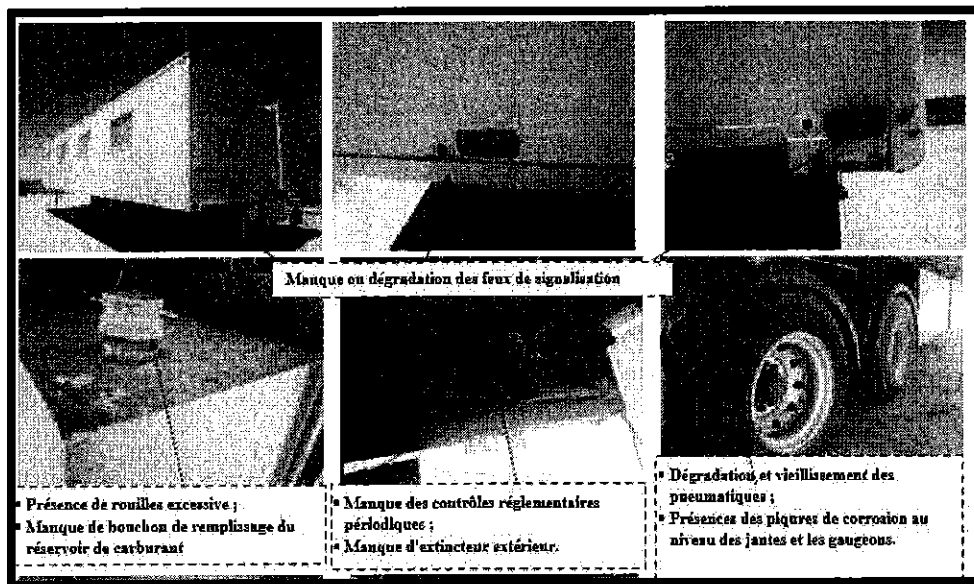 Manque ou dégradation des feux de signalisation
▪ Présence de rouilles excessive ;
▪ Manque de bouchon de remplissage du
réservoir de carburant
▪ Manque des contrôles réglementaires
périodiques ;
▪ Manque d'extincteur extérieur.
▪ Dégradation et vieillissement des
pneumatiques ;
▪ Présences des piqures de corrosion au
niveau des jantes et les gaugeons.